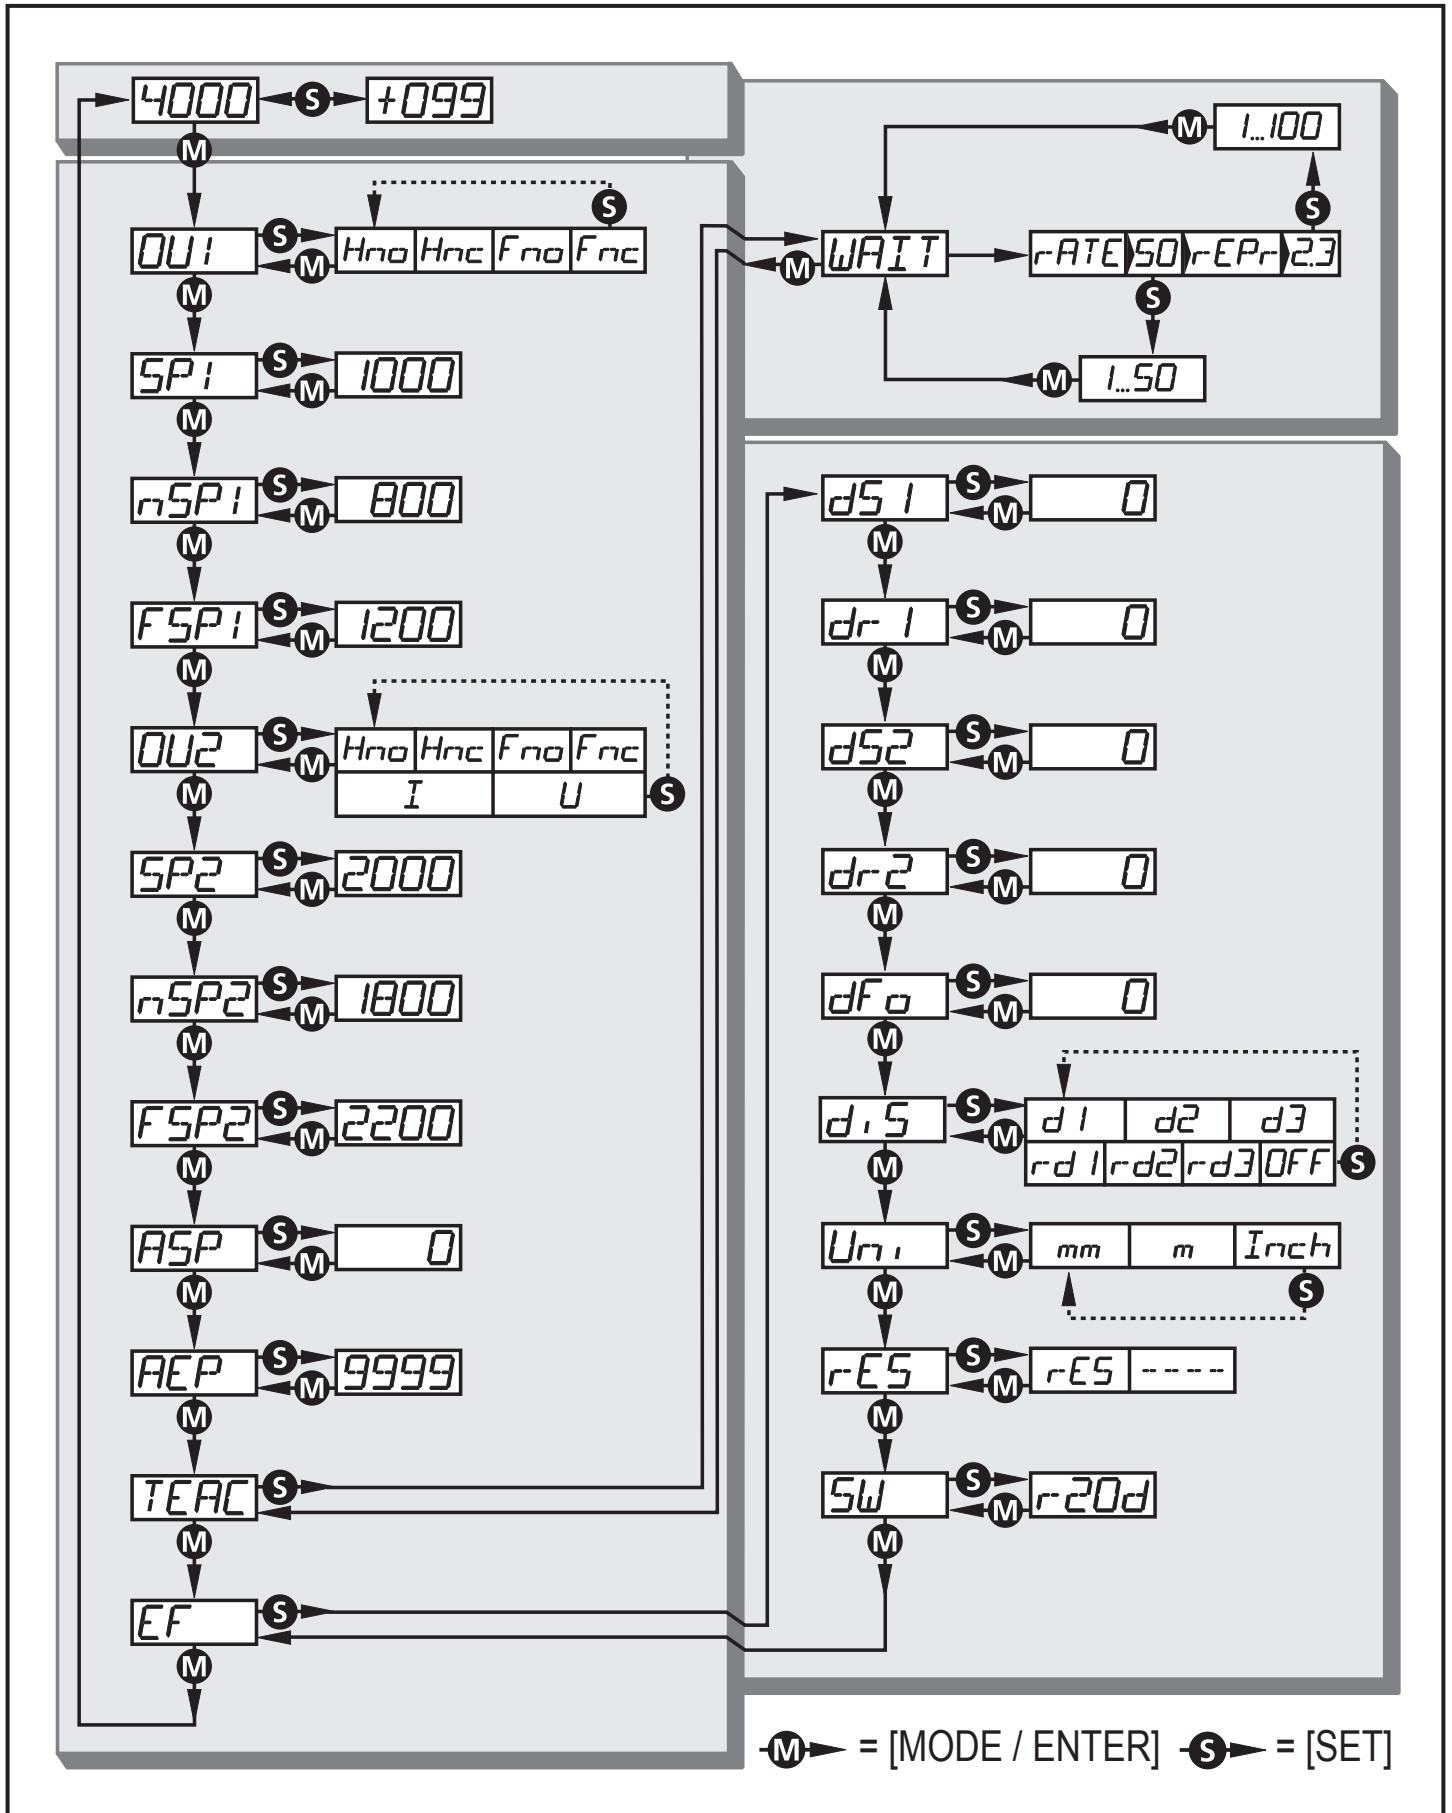 4000 S +099
M
OU1 S M Hno Hnc Fno Fnc S
M
SP1 S M 1000
M
nSP1 S M 800
M
FSP1 S M 1200
M
OU2 S M Hno Hnc Fno Fnc
I U S
M
SP2 S M 2000
M
nSP2 S M 1800
M
FSP2 S M 2200
M
ASP S M 0
M
AEP S M 9999
M
TEAC S
M
EF S
M
M 1...100
S
M WAIT rATE 50 rEPr 2.3
S
M 1...50
dS1 S M 0
M
dr1 S M 0
M
dS2 S M 0
M
dr2 S M 0
M
dFo S M 0
M
diS S M d1 d2 d3
rd1 rd2 rd3 OFF S
M
Uni S M mm m Inch
S
M
rES S M rES ----
M
SW S M r20d
M
M = [MODE / ENTER] S = [SET]